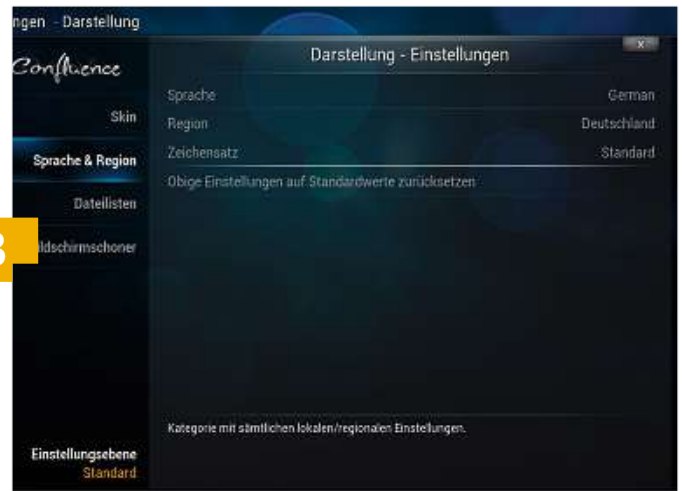 ngen - Darstellung
Confluence
Darstellung - Einstellungen
x
Skin
Sprache & Region
Dateilisten
ildschirmschoner
Sprache German
Region Deutschland
Zeichensatz Standard
Obige Einstellungen auf Standardwerte zurücksetzen
Kategorie mit sämtlichen lokalen/regionalen Einstellungen.
Einstellungsebene
Standard